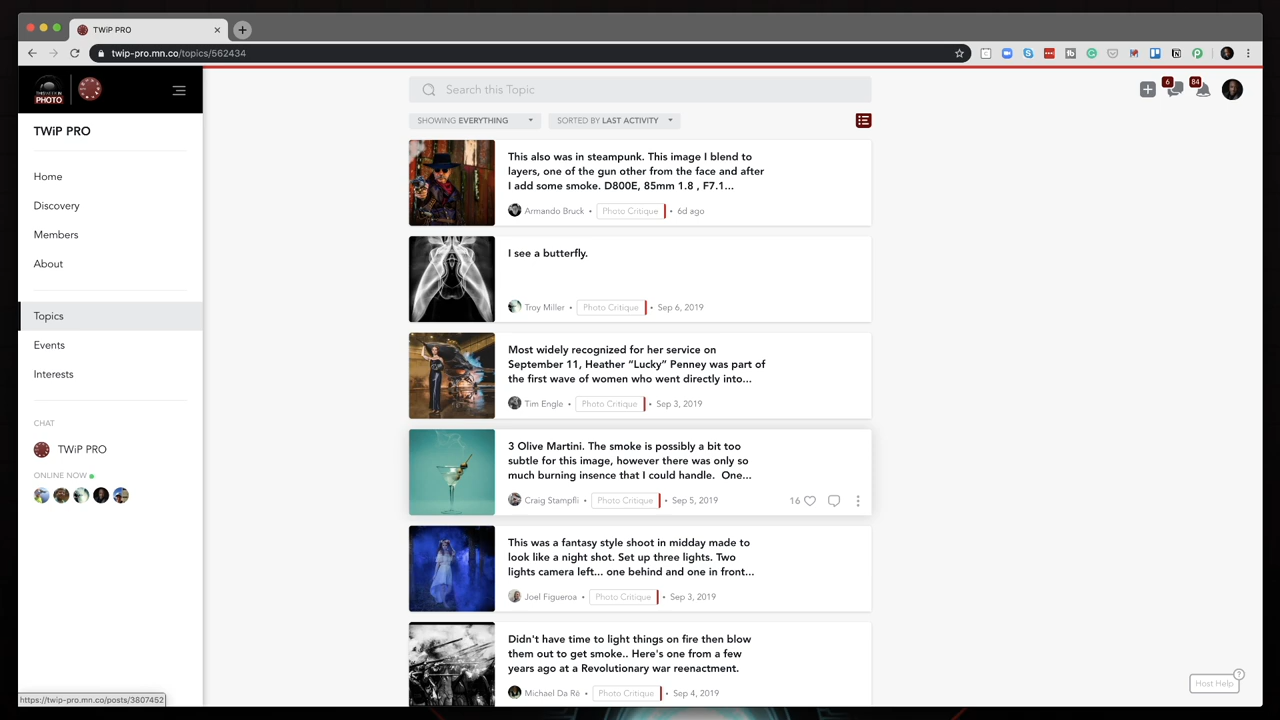 TWiP PRO
twip-pro.mn.co/topics/562434
THIS WEEK IN
PHOTO
TWiP PRO
Home
Discovery
Members
About
Topics
Events
Interests
CHAT
TWiP PRO
ONLINE NOW
https://twip-pro.mn.co/posts/3807452
Search this Topic
6
84
SHOWING EVERYTHING
SORTED BY LAST ACTIVITY
This also was in steampunk. This image I blend to
layers, one of the gun other from the face and after
I add some smoke. D800E, 85mm 1.8 , F7.1...
Armando Bruck • Photo Critique • 6d ago
I see a butterfly.
Troy Miller • Photo Critique • Sep 6, 2019
Most widely recognized for her service on
September 11, Heather “Lucky” Penney was part of
the first wave of women who went directly into...
Tim Engle • Photo Critique • Sep 3, 2019
3 Olive Martini. The smoke is possibly a bit too
subtle for this image, however there was only so
much burning insence that I could handle. One...
Craig Stampfli • Photo Critique • Sep 5, 2019
16
This was a fantasy style shoot in midday made to
look like a night shot. Set up three lights. Two
lights camera left... one behind and one in front...
Joel Figueroa • Photo Critique • Sep 3, 2019
Didn't have time to light things on fire then blow
them out to get smoke.. Here's one from a few
years ago at a Revolutionary war reenactment.
Michael Da Re • Photo Critique • Sep 4, 2019
Host Help
?